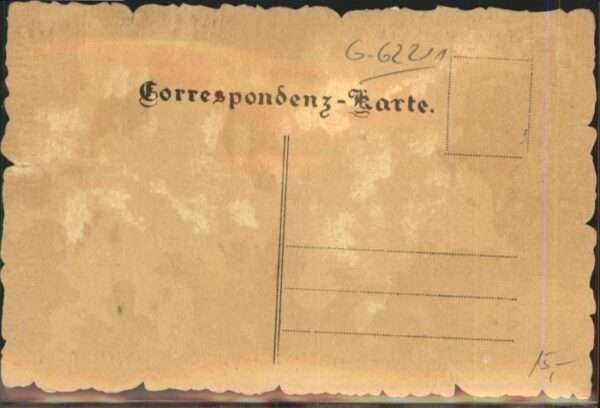 G-62211
Correspondenz-Karte.
15,-